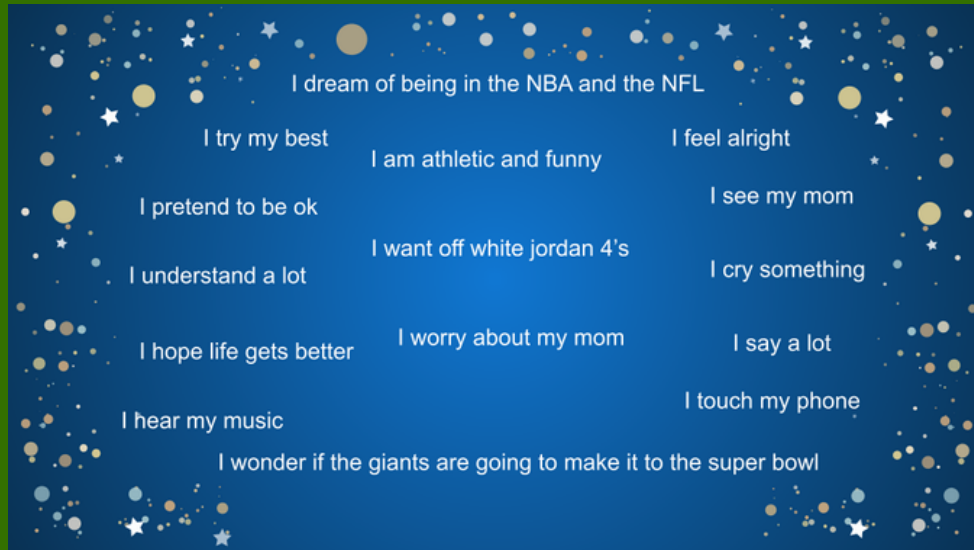 I dream of being in the NBA and the NFL
I try my best
I feel alright
I am athletic and funny
I see my mom
I pretend to be ok
I want off white jordan 4's
I cry something
I understand a lot
I worry about my mom
I say a lot
I hope life gets better
I touch my phone
I hear my music
I wonder if the giants are going to make it to the super bowl